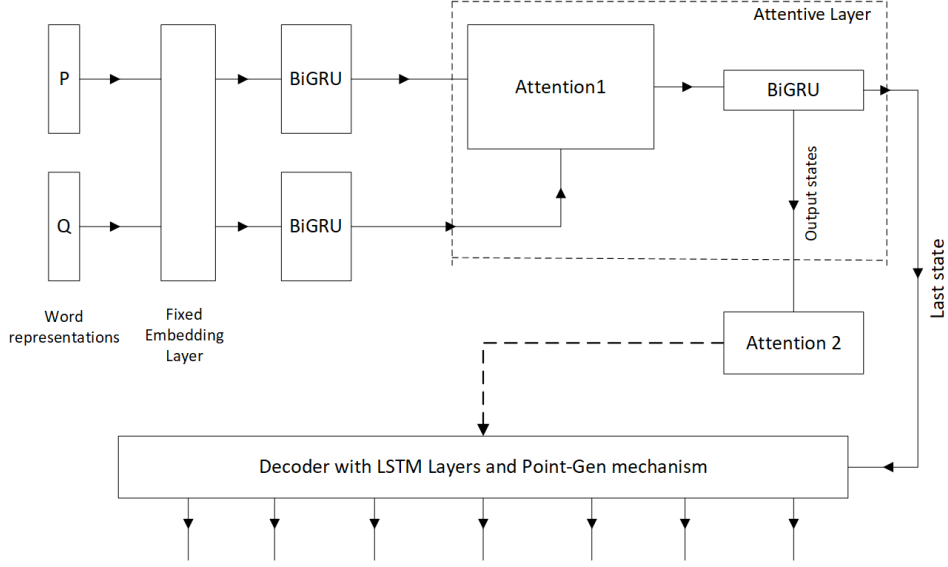 Attentive Layer
P
BiGRU
Attention1
BiGRU
Q
BiGRU
Output states
Last state
Word
representations
Fixed
Embedding
Layer
Attention 2
Decoder with LSTM Layers and Point-Gen mechanism